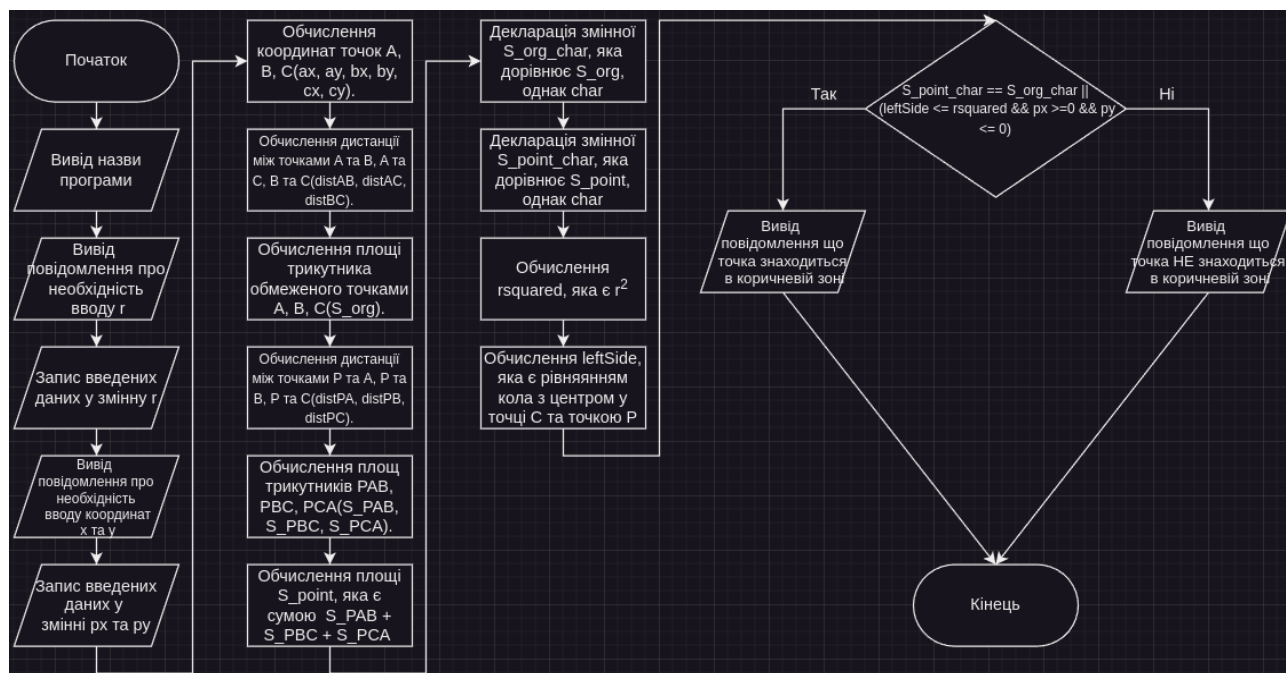 Початок
Вивід назви
програми
Вивід
повідомлення про
необхідність
вводу r
Запис введених
даних у змінну r
Вивід
повідомлення про
необхідність
вводу координат
x та y
Запис введених
даних у
змінні px та py
Обчислення
координат точок A,
B, C(ax, ay, bx, by,
cx, cy).
Обчислення дистанції
між точками A та B, A та
C, B та C(distAB, distAC,
distBC).
Обчислення площі
трикутника
обмеженого точками
A, B, C(S_org).
Обчислення дистанції
між точками P та A, P та
B, P та C(distPA, distPB,
distPC).
Обчислення площ
трикутників PAB,
PBC, PCA(S_PAB,
S_PBC, S_PCA).
Обчислення площі
S_point, яка є
сумою S_PAB +
S_PBC + S_PCA
Декларація змінної
S_org_char, яка
дорівнює S_org,
однак char
Декларація змінної
S_point_char, яка
дорівнює S_point,
однак char
Обчислення
rsquared, яка є r²
Обчислення leftSide,
яка є рівняянням
кола з центром у
точці C та точкою P
S_point_char == S_org_char ||
(leftSide <= rsquared && px >=0 && py
<= 0)
Так
Ні
Вивід
повідомлення що
точка знаходиться
в коричневій зоні
Вивід
повідомлення що
точка НЕ знаходиться
в коричневій зоні
Кінець